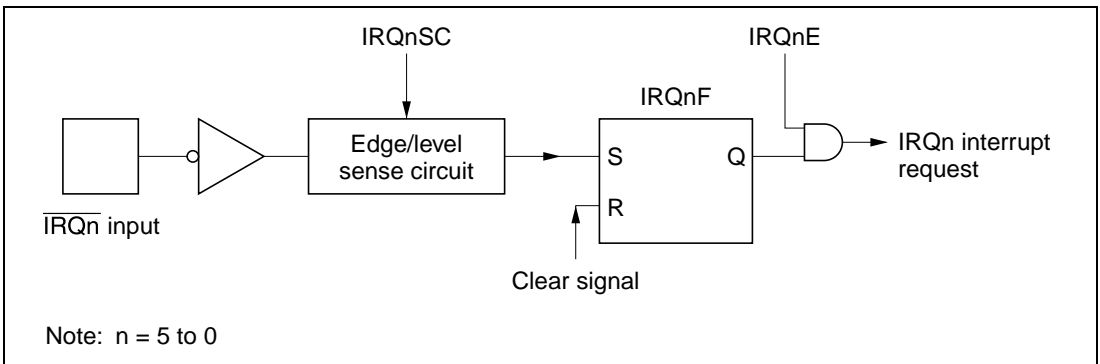 IRQnSC
IRQnE
IRQnF
Edge/level
sense circuit
S
Q
R
IRQn interrupt
request
IRQn input
Clear signal
Note: n = 5 to 0